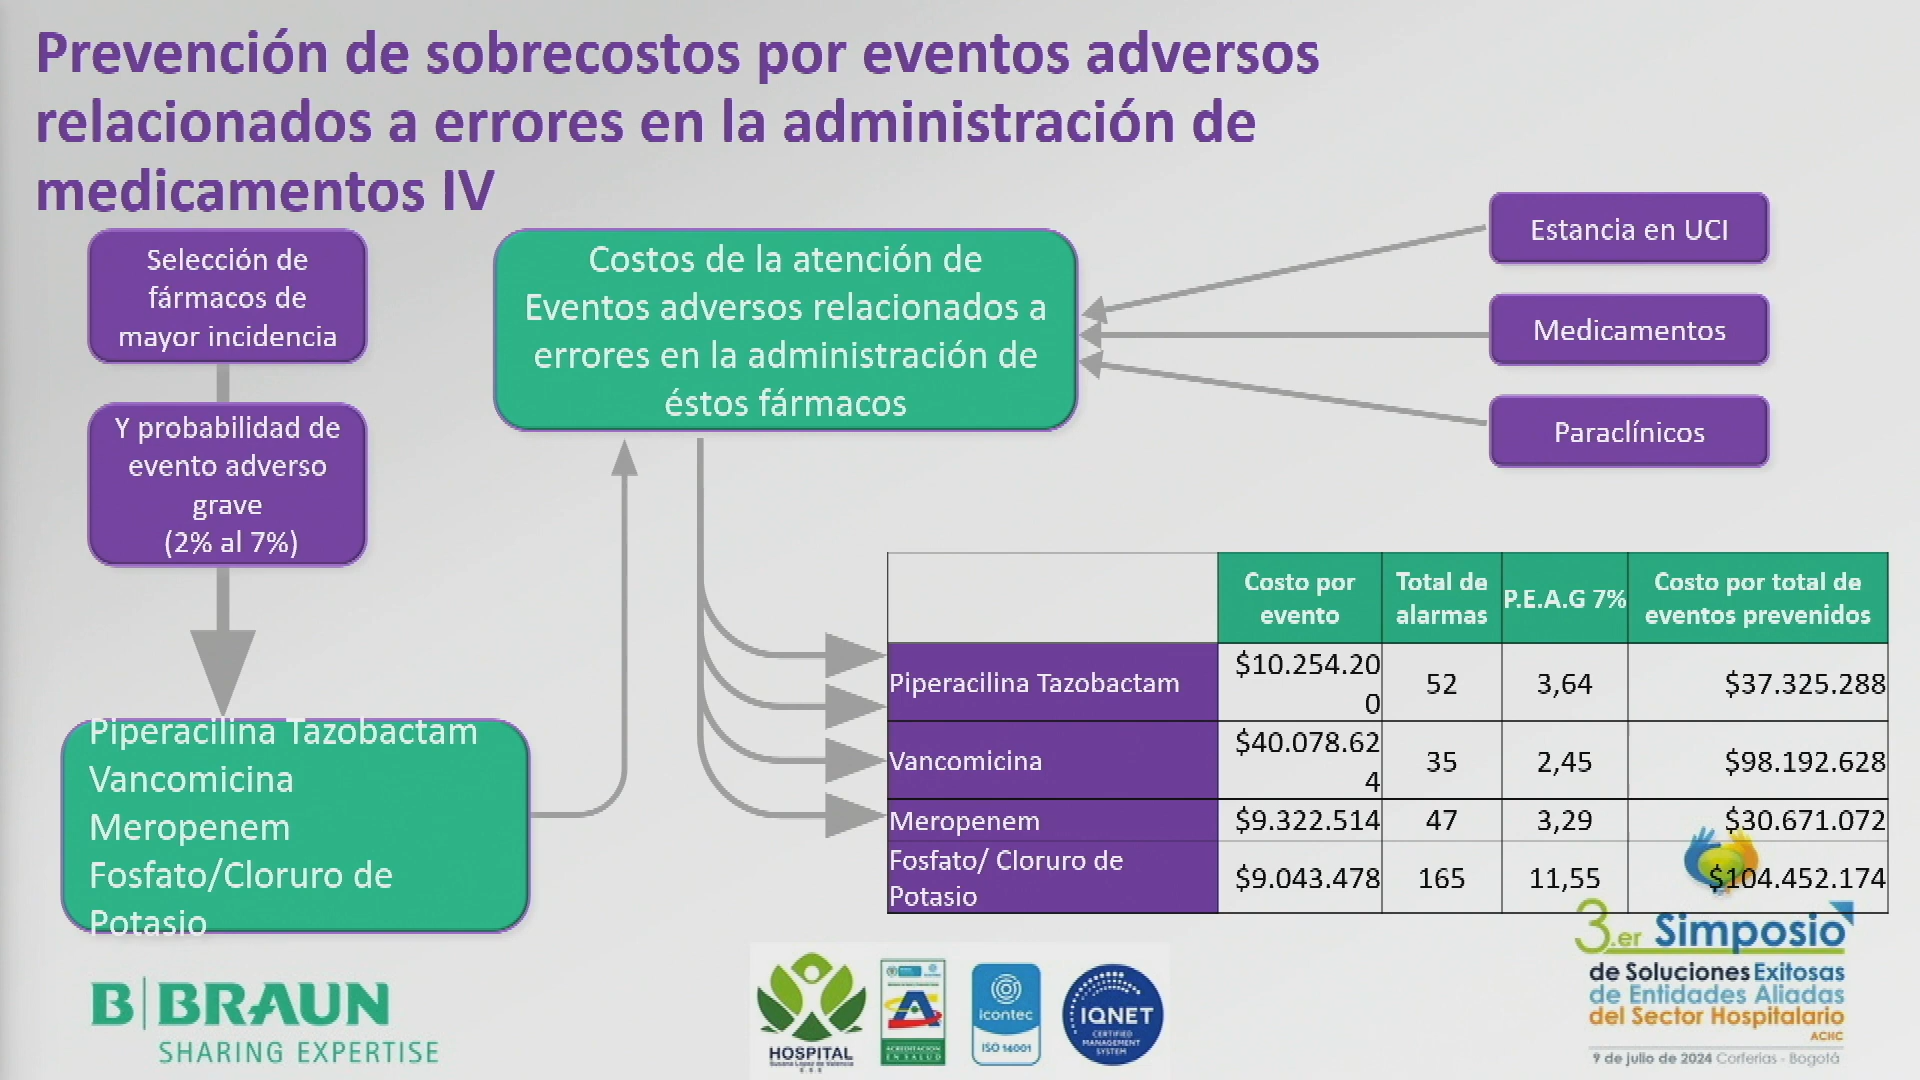 Prevención de sobrecostos por eventos adversos
relacionados a errores en la administración de
medicamentos IV
Selección de
fármacos de
mayor incidencia
Y probabilidad de
evento adverso
grave
(2% al 7%)
Piperacilina Tazobactam
Vancomicina
Meropenem
Fosfato/Cloruro de
Potasio
Costos de la atención de
Eventos adversos relacionados a
errores en la administración de
éstos fármacos
Estancia en UCI
Medicamentos
Paraclínicos
Costo por
evento
Total de
alarmas
P.E.A.G 7%
Costo por total de
eventos prevenidos
Piperacilina Tazobactam
$10.254.20
0
52
3,64
$37.325.288
Vancomicina
$40.078.62
4
35
2,45
$98.192.628
Meropenem
$9.322.514
47
3,29
$30.671.072
Fosfato/ Cloruro de
Potasio
$9.043.478
165
11,55
$104.452.174
B|BRAUN
SHARING EXPERTISE
HOSPITAL
Susana López de Valencia
E.S.E
ACREDITACIÓN
EN SALUD
icontec
ISO 14001
IQNET
CERTIFIED
MANAGEMENT
SYSTEM
3.er Simposio
de Soluciones Exitosas
de Entidades Aliadas
del Sector Hospitalario
ACHC
9 de julio de 2024 Corferias - Bogotá